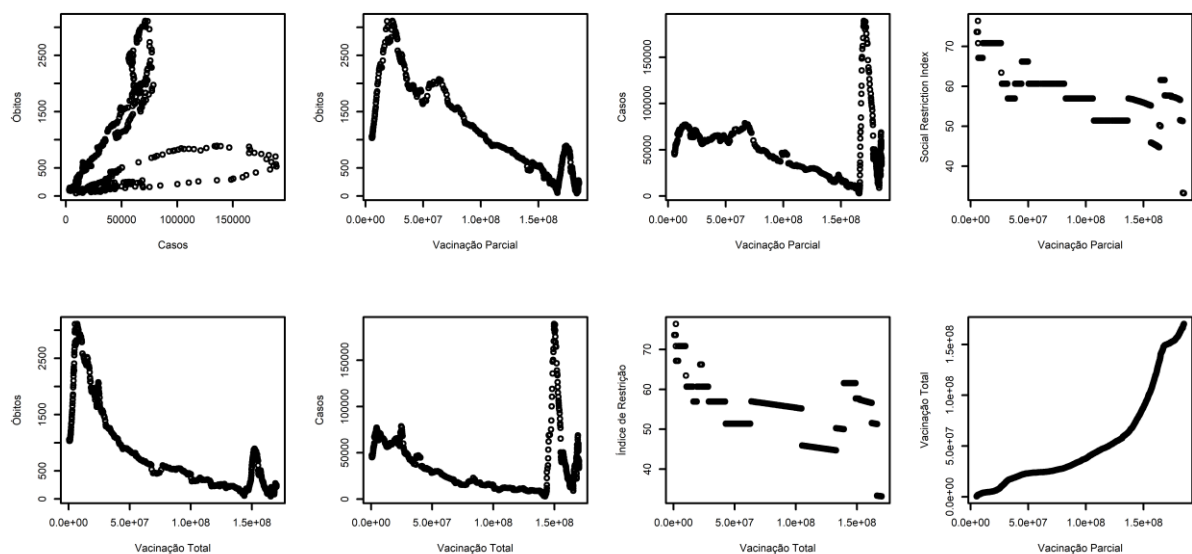 Óbitos
0
500
1500
2500
0
50000
100000
150000
Casos
Óbitos
0
500
1500
2500
0.0e+00
5.0e+07
1.0e+08
1.5e+08
Vacinação Parcial
Casos
0
50000
100000
150000
0.0e+00
5.0e+07
1.0e+08
1.5e+08
Vacinação Parcial
Social Restriction Index
40
50
60
70
0.0e+00
5.0e+07
1.0e+08
1.5e+08
Vacinação Parcial
Óbitos
0
500
1500
2500
0.0e+00
5.0e+07
1.0e+08
1.5e+08
Vacinação Total
Casos
0
50000
100000
150000
0.0e+00
5.0e+07
1.0e+08
1.5e+08
Vacinação Total
Índice de Restrição
40
50
60
70
0.0e+00
5.0e+07
1.0e+08
1.5e+08
Vacinação Total
Vacinação Total
0.0e+00
5.0e+07
1.0e+08
1.5e+08
0.0e+00
5.0e+07
1.0e+08
1.5e+08
Vacinação Parcial